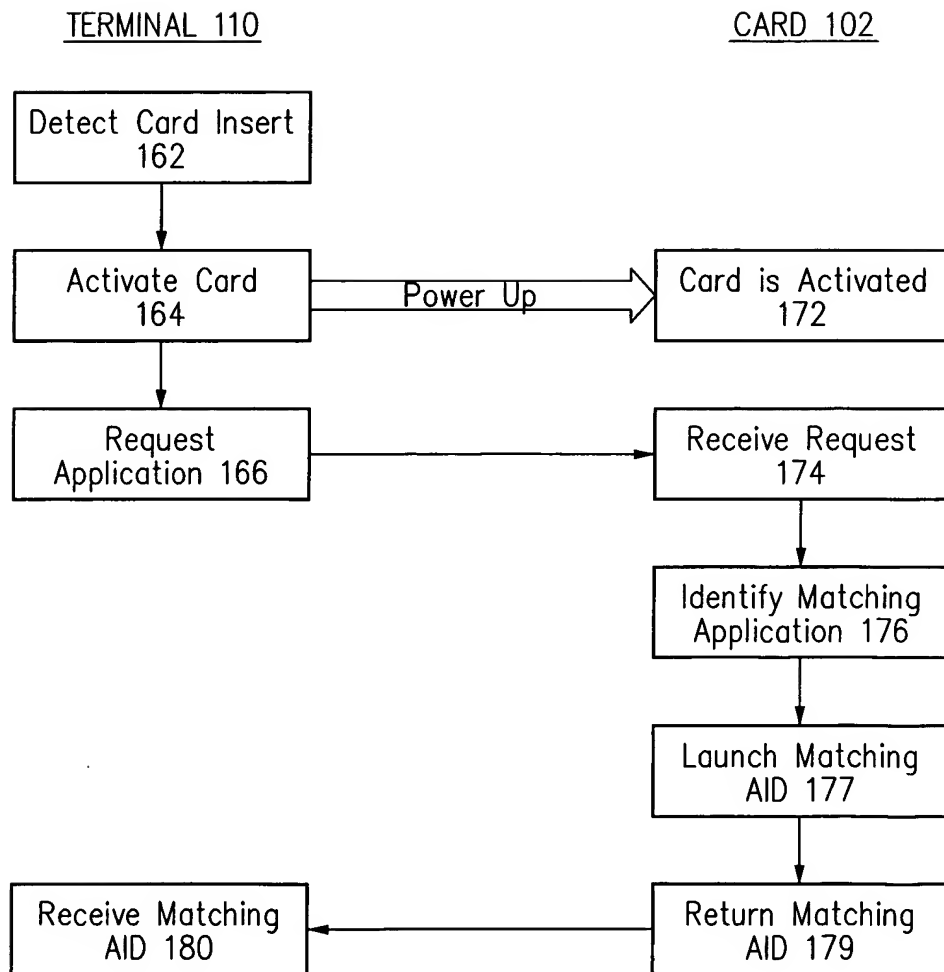 TERMINAL 110
CARD 102
Detect Card Insert
162
Activate Card
164
Power Up
Card is Activated
172
Request
Application 166
Receive Request
174
Identify Matching
Application 176
Launch Matching
AID 177
Receive Matching
AID 180
Return Matching
AID 179